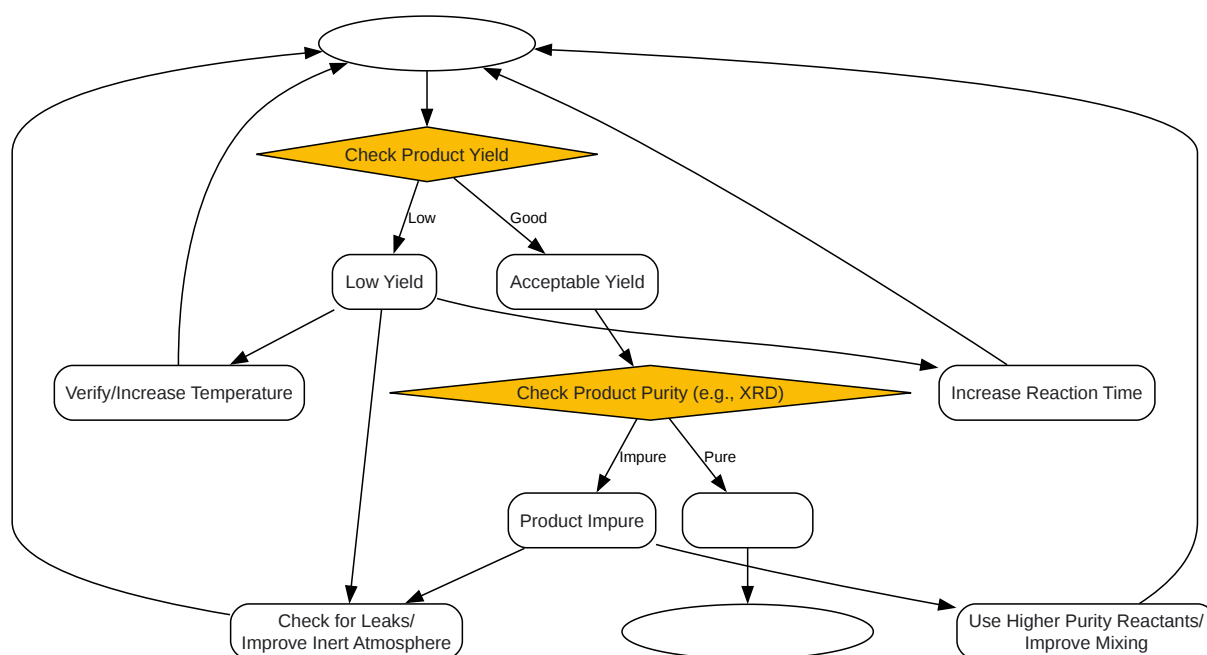 Check Product Yield
Low
Good
Low Yield
Acceptable Yield
Verify/Increase Temperature
Check Product Purity (e.g., XRD)
Increase Reaction Time
Impure
Pure
Product Impure
Check for Leaks/
Improve Inert Atmosphere
Use Higher Purity Reactants/
Improve Mixing